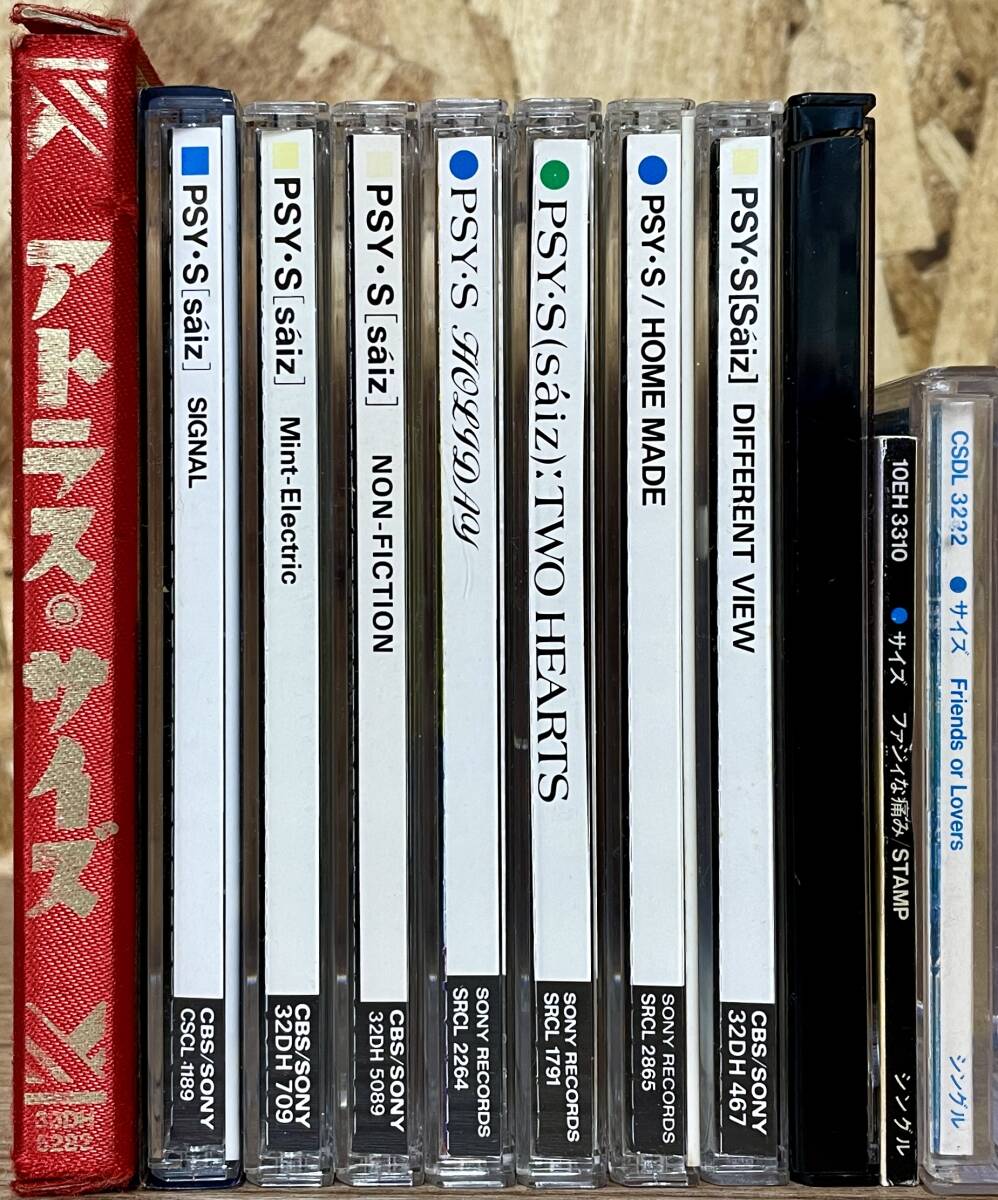 アトラス・サイズ
PSY・S[sáiz] SIGNAL
CBS/SONY
CSCL 1189
PSY・S[sáiz] Mint-Electric
CBS/SONY
32DH 709
PSY・S[sáiz] NON-FICTION
CBS/SONY
32DH 5089
PSY・S HOLIDAY
SONY RECORDS
SRCL 2264
PSY・S(sáiz):TWO HEARTS
SONY RECORDS
SRCL 1791
PSY・S / HOME MADE
SONY RECORDS
SRCL 2865
PSY・S[Sáiz] DIFFERENT VIEW
CBS/SONY
32DH 467
10EH 3310 ●サイズ ファジィな痛み/STAMP シングル
CSDL 3222 ●サイズ Friends or Lovers シングル